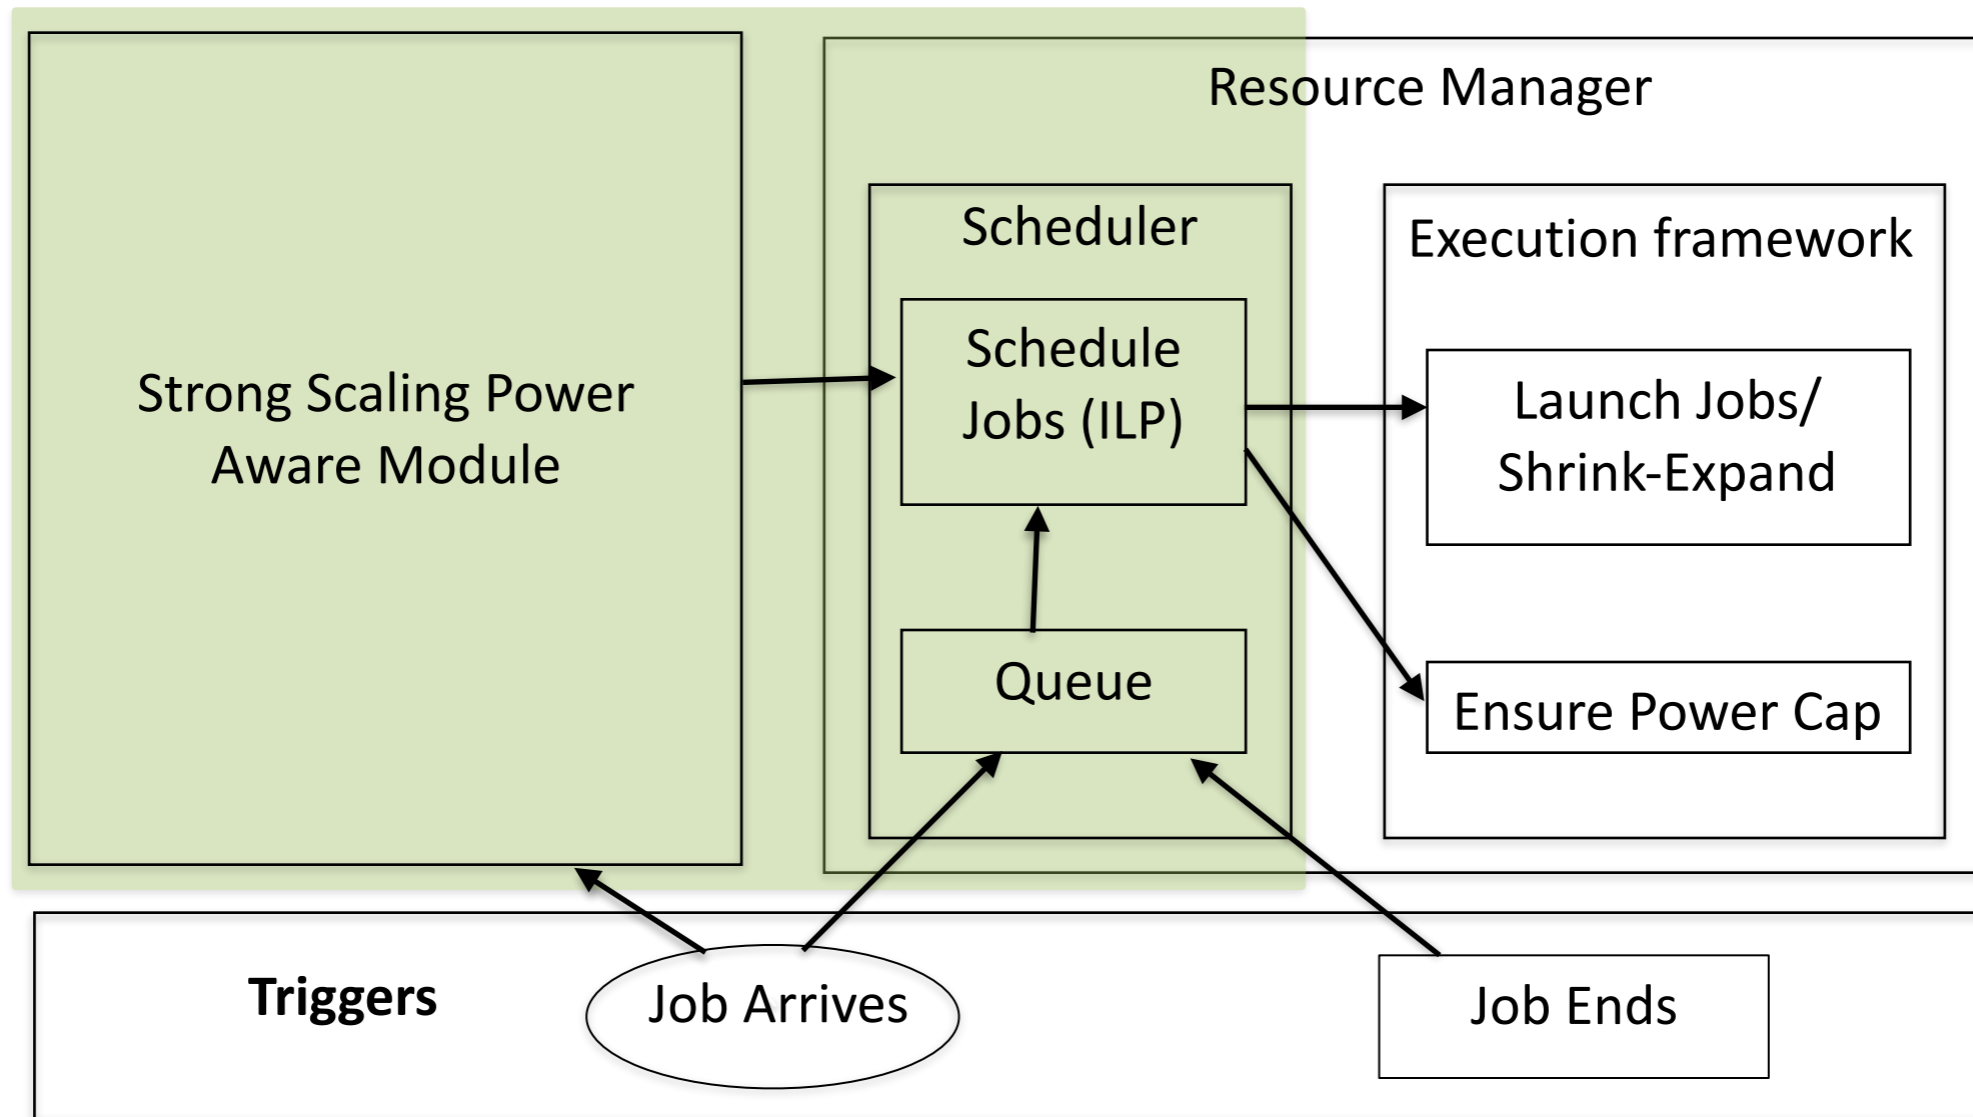 Resource Manager
Strong Scaling Power
Aware Module
Scheduler
Schedule
Jobs (ILP)
Queue
Execution framework
Launch Jobs/
Shrink-Expand
Ensure Power Cap
Triggers
Job Arrives
Job Ends